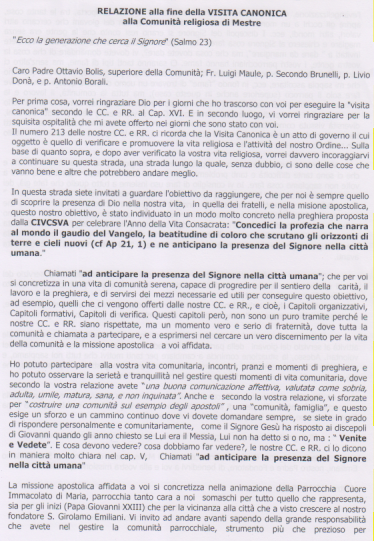 RELAZIONE alla fine della VISITA CANONICA
alla Comunità religiosa di Mestre
"Ecco la generazione che cerca il Signore" (Salmo 23)
Caro Padre Ottavio Bolis, superiore della Comunità; Fr. Luigi Maule, p. Secondo Brunelli, p. Livio
Donà, e p. Antonio Borali.
Per prima cosa, vorrei ringraziare Dio per i giorni che ho trascorso con voi per eseguire la "visita
canonica" secondo le CC. e RR. al Cap. XVI. E in secondo luogo, vi vorrei ringraziare per la
squisita ospitalità che mi avete offerto nei giorni che sono stato con voi.
Il numero 213 delle nostre CC. e RR. ci ricorda che la Visita Canonica è un atto di governo il cui
oggetto è quello di verificare e promuovere la vita religiosa e l'attività del nostro Ordine... Sulla
base di quanto sopra, e dopo aver verificato la vostra vita religiosa, vorrei davvero incoraggiarvi
a continuare su questa strada, una strada lungo la quale, senza dubbio, ci sono delle cose che
vanno bene e altre che potrebbero andare meglio.
In questa strada siete invitati a guardare l'obiettivo da raggiungere, che per noi è sempre quello
di scoprire la presenza di Dio nella nostra vita, in quella dei fratelli, e nella misione apostolica,
questo nostro obiettivo, è stato individuato in un modo molto concreto nella preghiera proposta
dalla CIVCSVA per celebrare l'Anno della Vita Consacrata: "Concedici la profezia che narra
al mondo il gaudio del Vangelo, la beatitudine di coloro che scrutano gli orizzonti di
terre e cieli nuovi (cf Ap 21, 1) e ne anticipano la presenza del Signore nella città
umana."
Chiamati "ad anticipare la presenza del Signore nella città umana"; che per voi
si concretizza in una vita di comunità serena, capace di progredire per il sentiero della carità, il
lavoro e la preghiera, e di servirsi dei mezzi necessarie ed utili per conseguire questo obiettivo,
ad esempio, quelli che ci vengono offerti dalle nostre CC. e RR., e cioè, i Capitoli organizzativi,
Capitoli formativi, Capitoli di verifica. Questi capitoli però, non sono un puro tramite perché le
nostre CC. e RR. siano rispettate, ma un momento vero e serio di fraternità, dove tutta la
comunità è chiamata a partecipare, e a esprimersi nel cercare un vero discernimento per la vita
della comunità e la missione apostolica a voi affidata.
Ho potuto partecipare alla vostra vita comunitaria, incontri, pranzi e momenti di preghiera, e
ho potuto osservare la serietà e tranquillità nel gestire questi momenti di vita comunitaria, dove
secondo la vostra relazione avete "una buona comunicazione affettiva, valutata come sobria,
adulta, umile, matura, sana, e non inquinata". Anche e secondo la vostra relazione, vi sforzate
per "costruire una comunità sul esempio degli apostoli", una "comunità, famiglia", e questo
esige un sforzo e un cammino continuo dove vi dovete domandare sempre, se siete in grado
di rispondere personalmente e comunitariamente, come il Signore Gesù ha risposto ai discepoli
di Giovanni quando gli anno chiesto se Lui era il Messia, Lui non ha detto si o no, ma : " Venite
e Vedete". E cosa devono vedere? cosa dobbiamo far vedere?, le nostre CC. e RR. ci lo dicono
in maniera molto chiara nel cap. V, Chiamati "ad anticipare la presenza del Signore
nella città umana"
La missione apostolica affidata a voi si concretizza nella animazione della Parrocchia Cuore
Immacolato di Maria, parrocchia tanto cara a noi somaschi per tutto quello che rappresenta,
sia per gli inizi (Papa Giovanni XXIII) che per la vicinanza alla città che a visto crescere al nostro
fondatore S. Girolamo Emiliani. Vi invito ad andare avanti sapendo della grande responsabilità
che avete nel gestire la comunità parrocchiale, strumento più che prezioso per